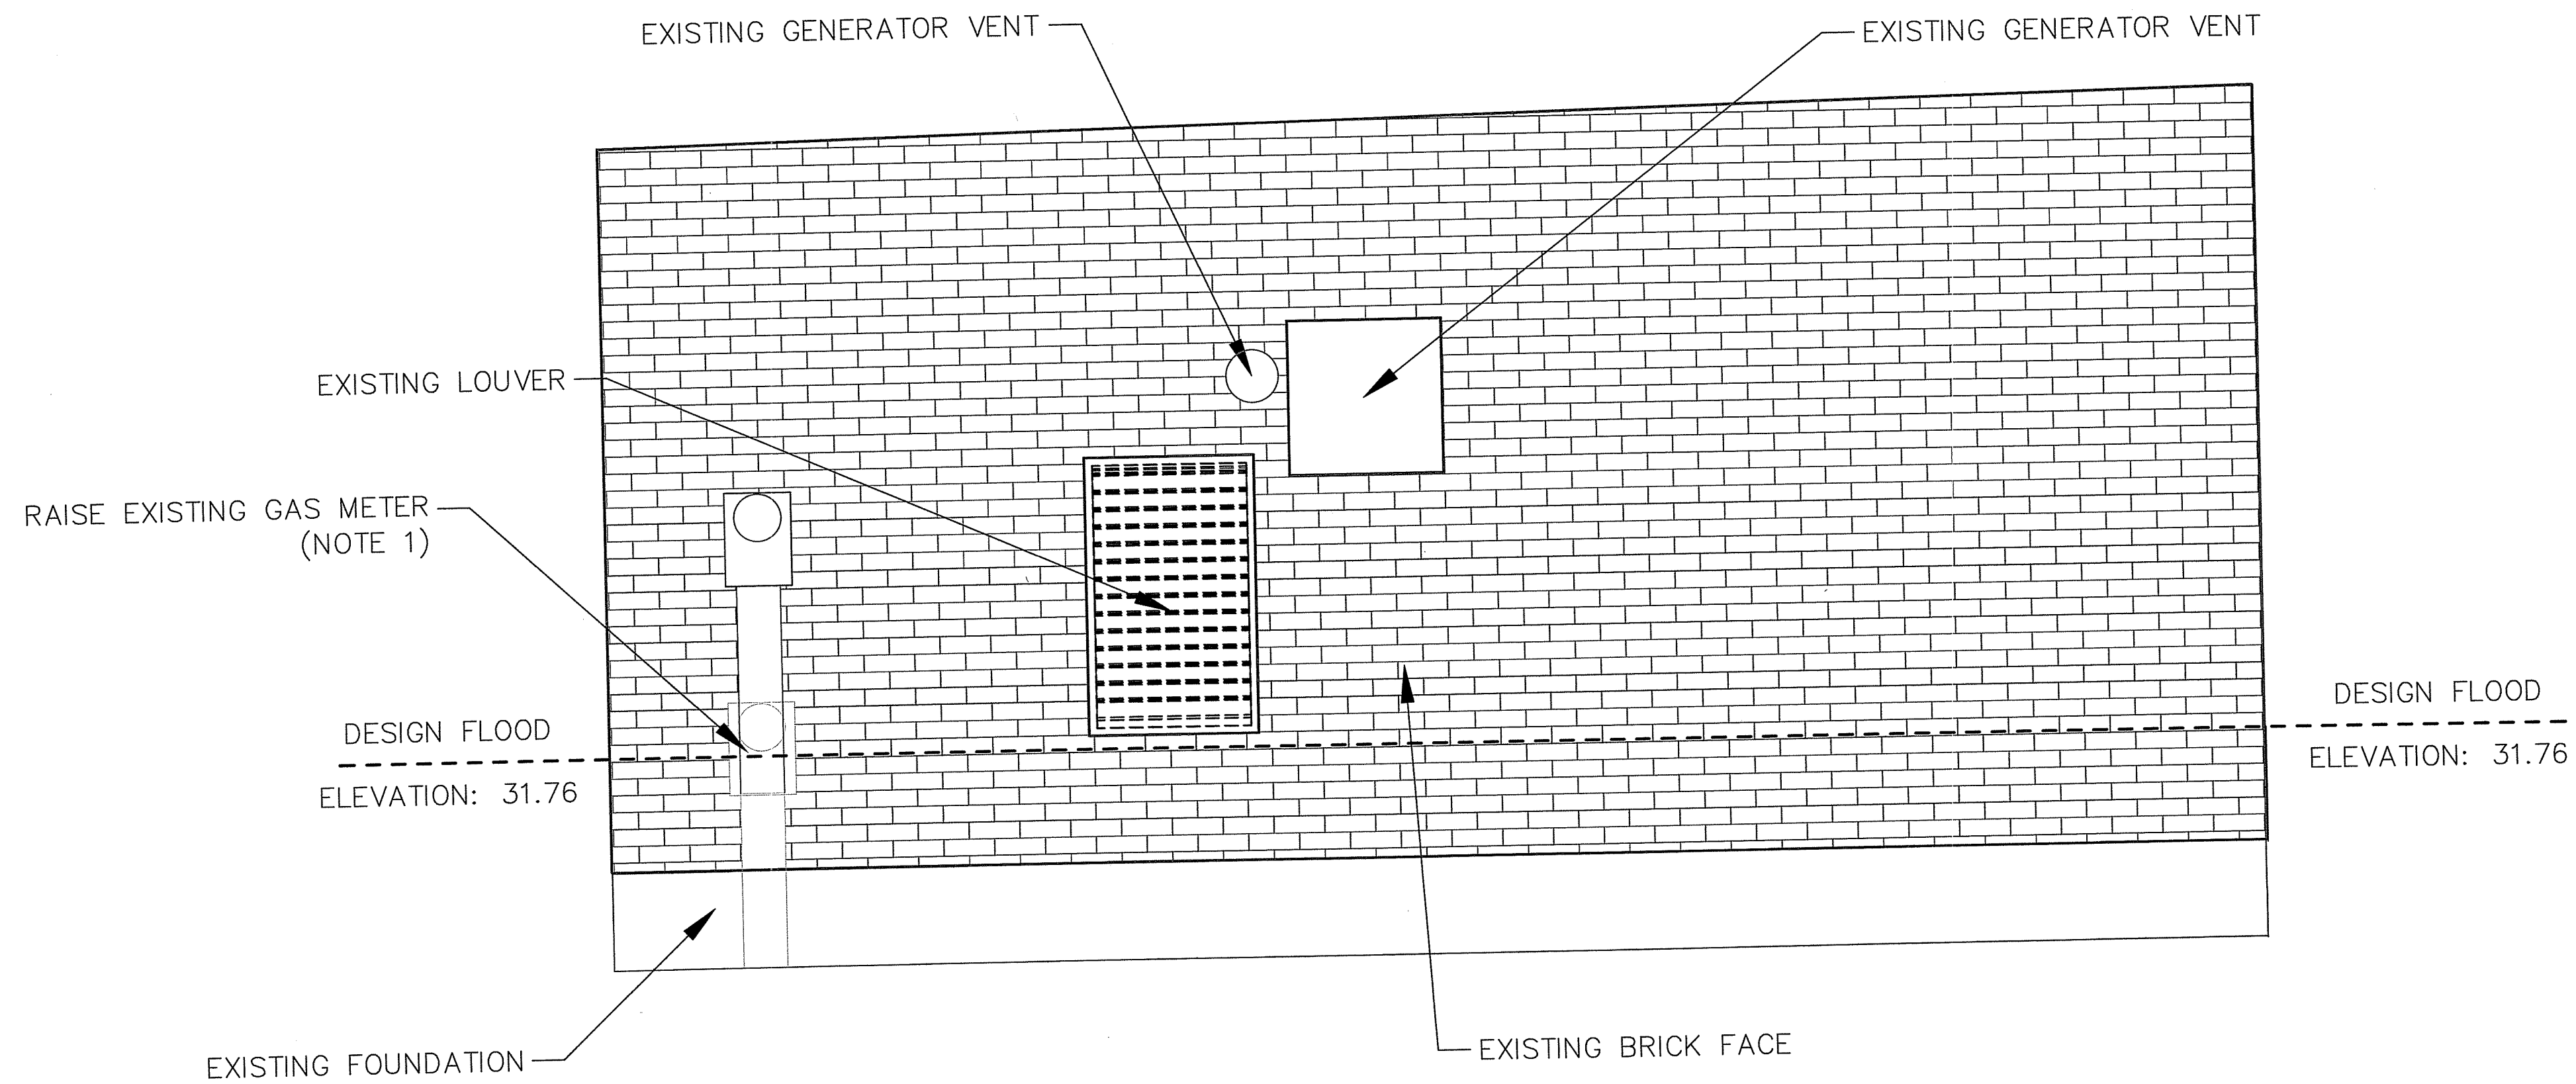 EXISTING GENERATOR VENT
EXISTING GENERATOR VENT
EXISTING LOUVER
RAISE EXISTING GAS METER
(NOTE 1)
DESIGN FLOOD
ELEVATION: 31.76
DESIGN FLOOD
ELEVATION: 31.76
EXISTING FOUNDATION
EXISTING BRICK FACE